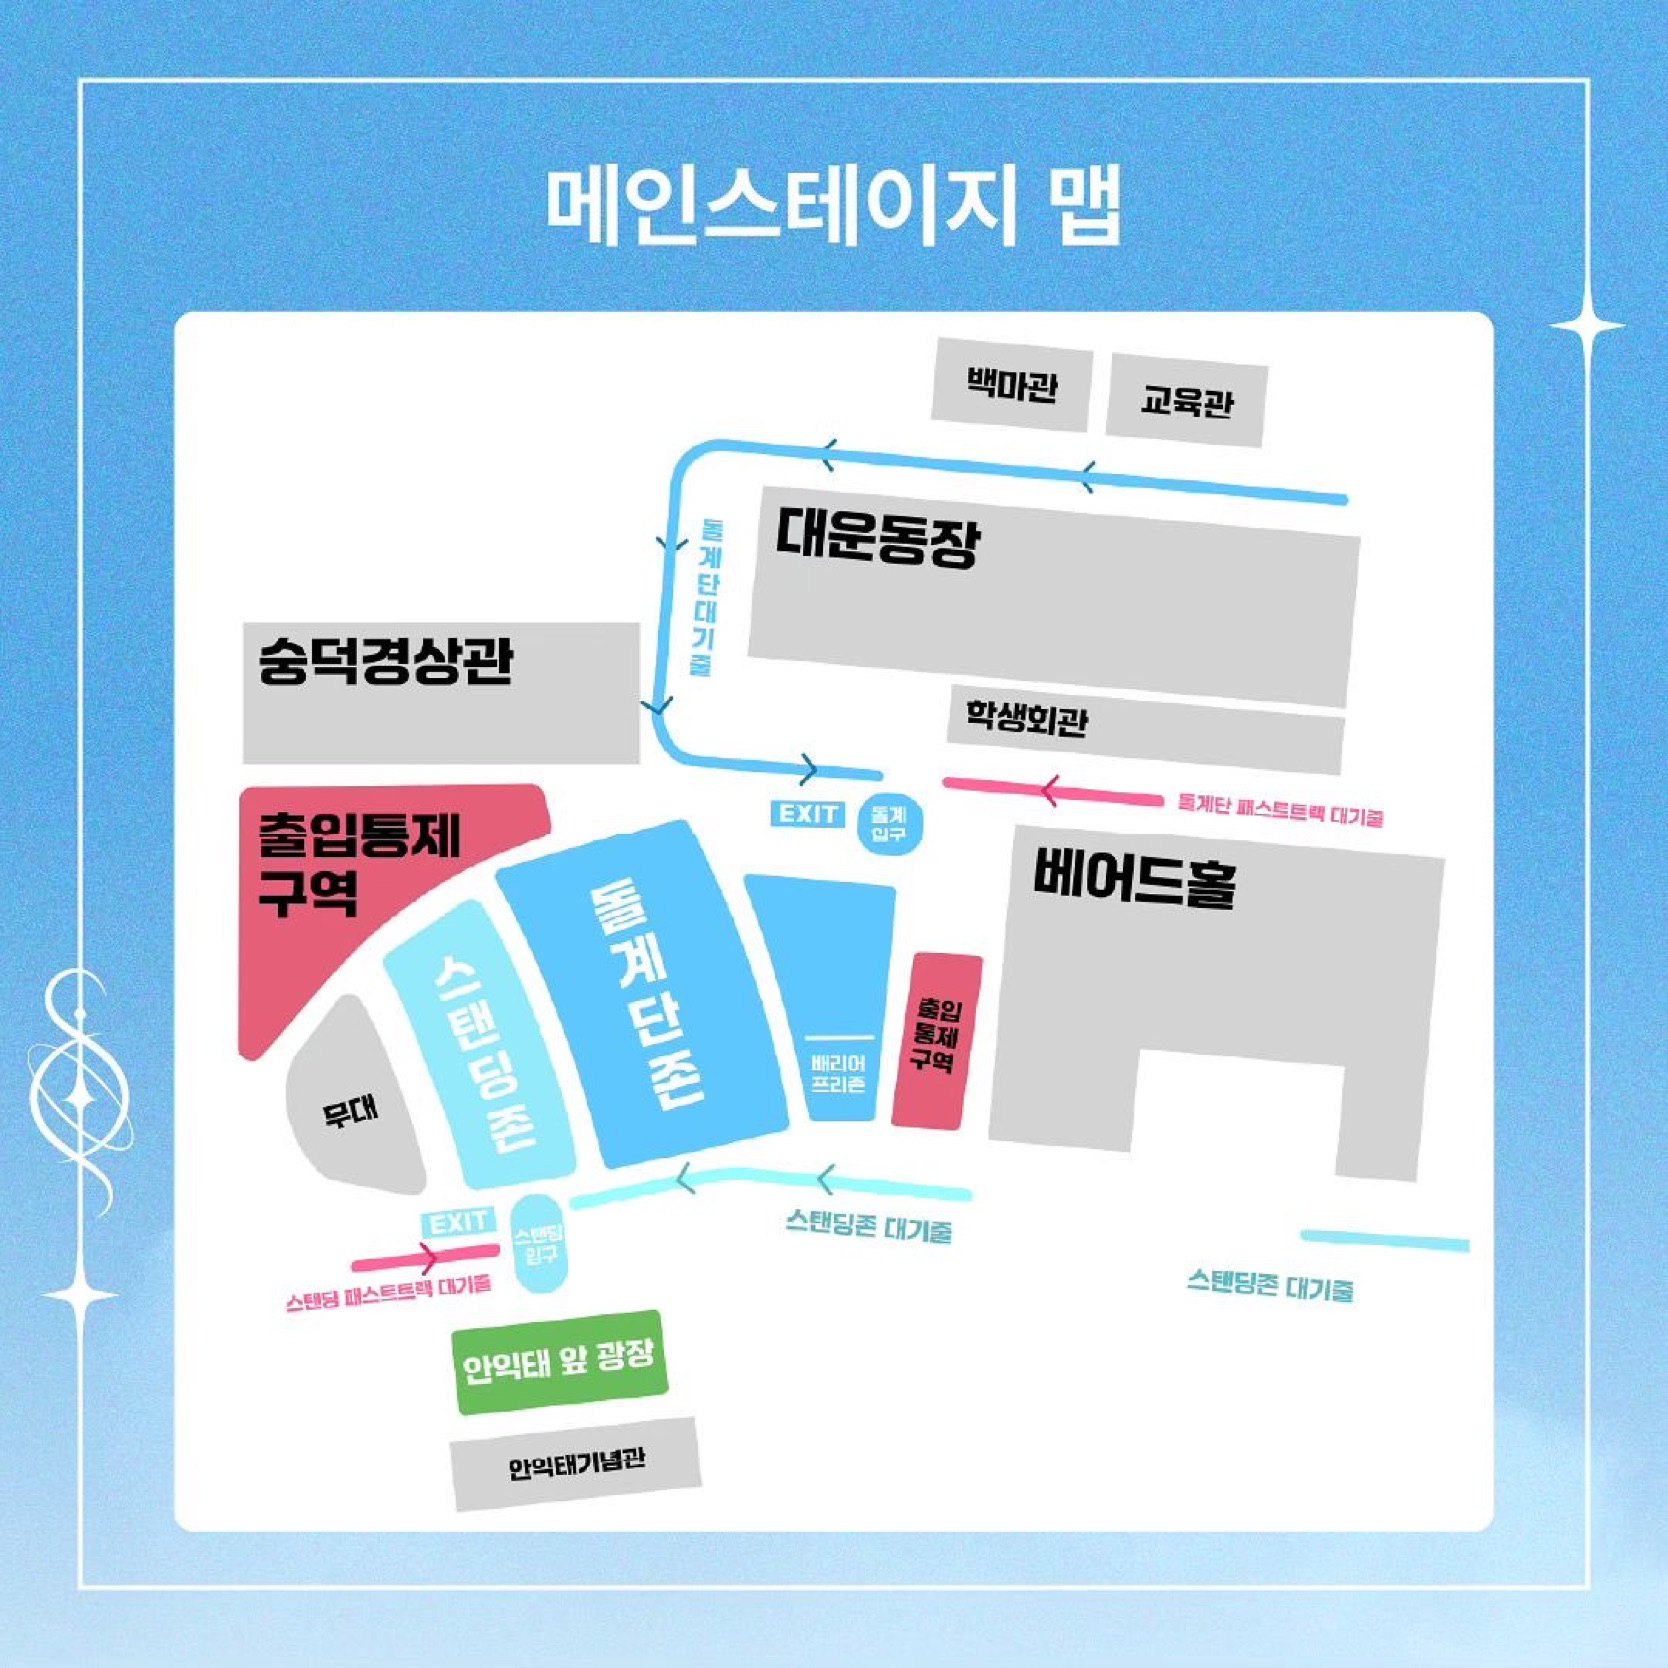 메인스테이지 맵
백마관
교육관
대운동장
돌계단대기줄
숭덕경상관
학생회관
돌계단 패스트트랙 대기줄
EXIT
돌계
입구
출입통제
구역
베어드홀
돌계단존
스탠딩존
배리어
프리존
출입
통제
구역
무대
스탠딩존 대기줄
EXIT
스탠딩
입구
스탠딩 패스트트랙 대기줄
스탠딩존 대기줄
안익태 앞 광장
안익태기념관